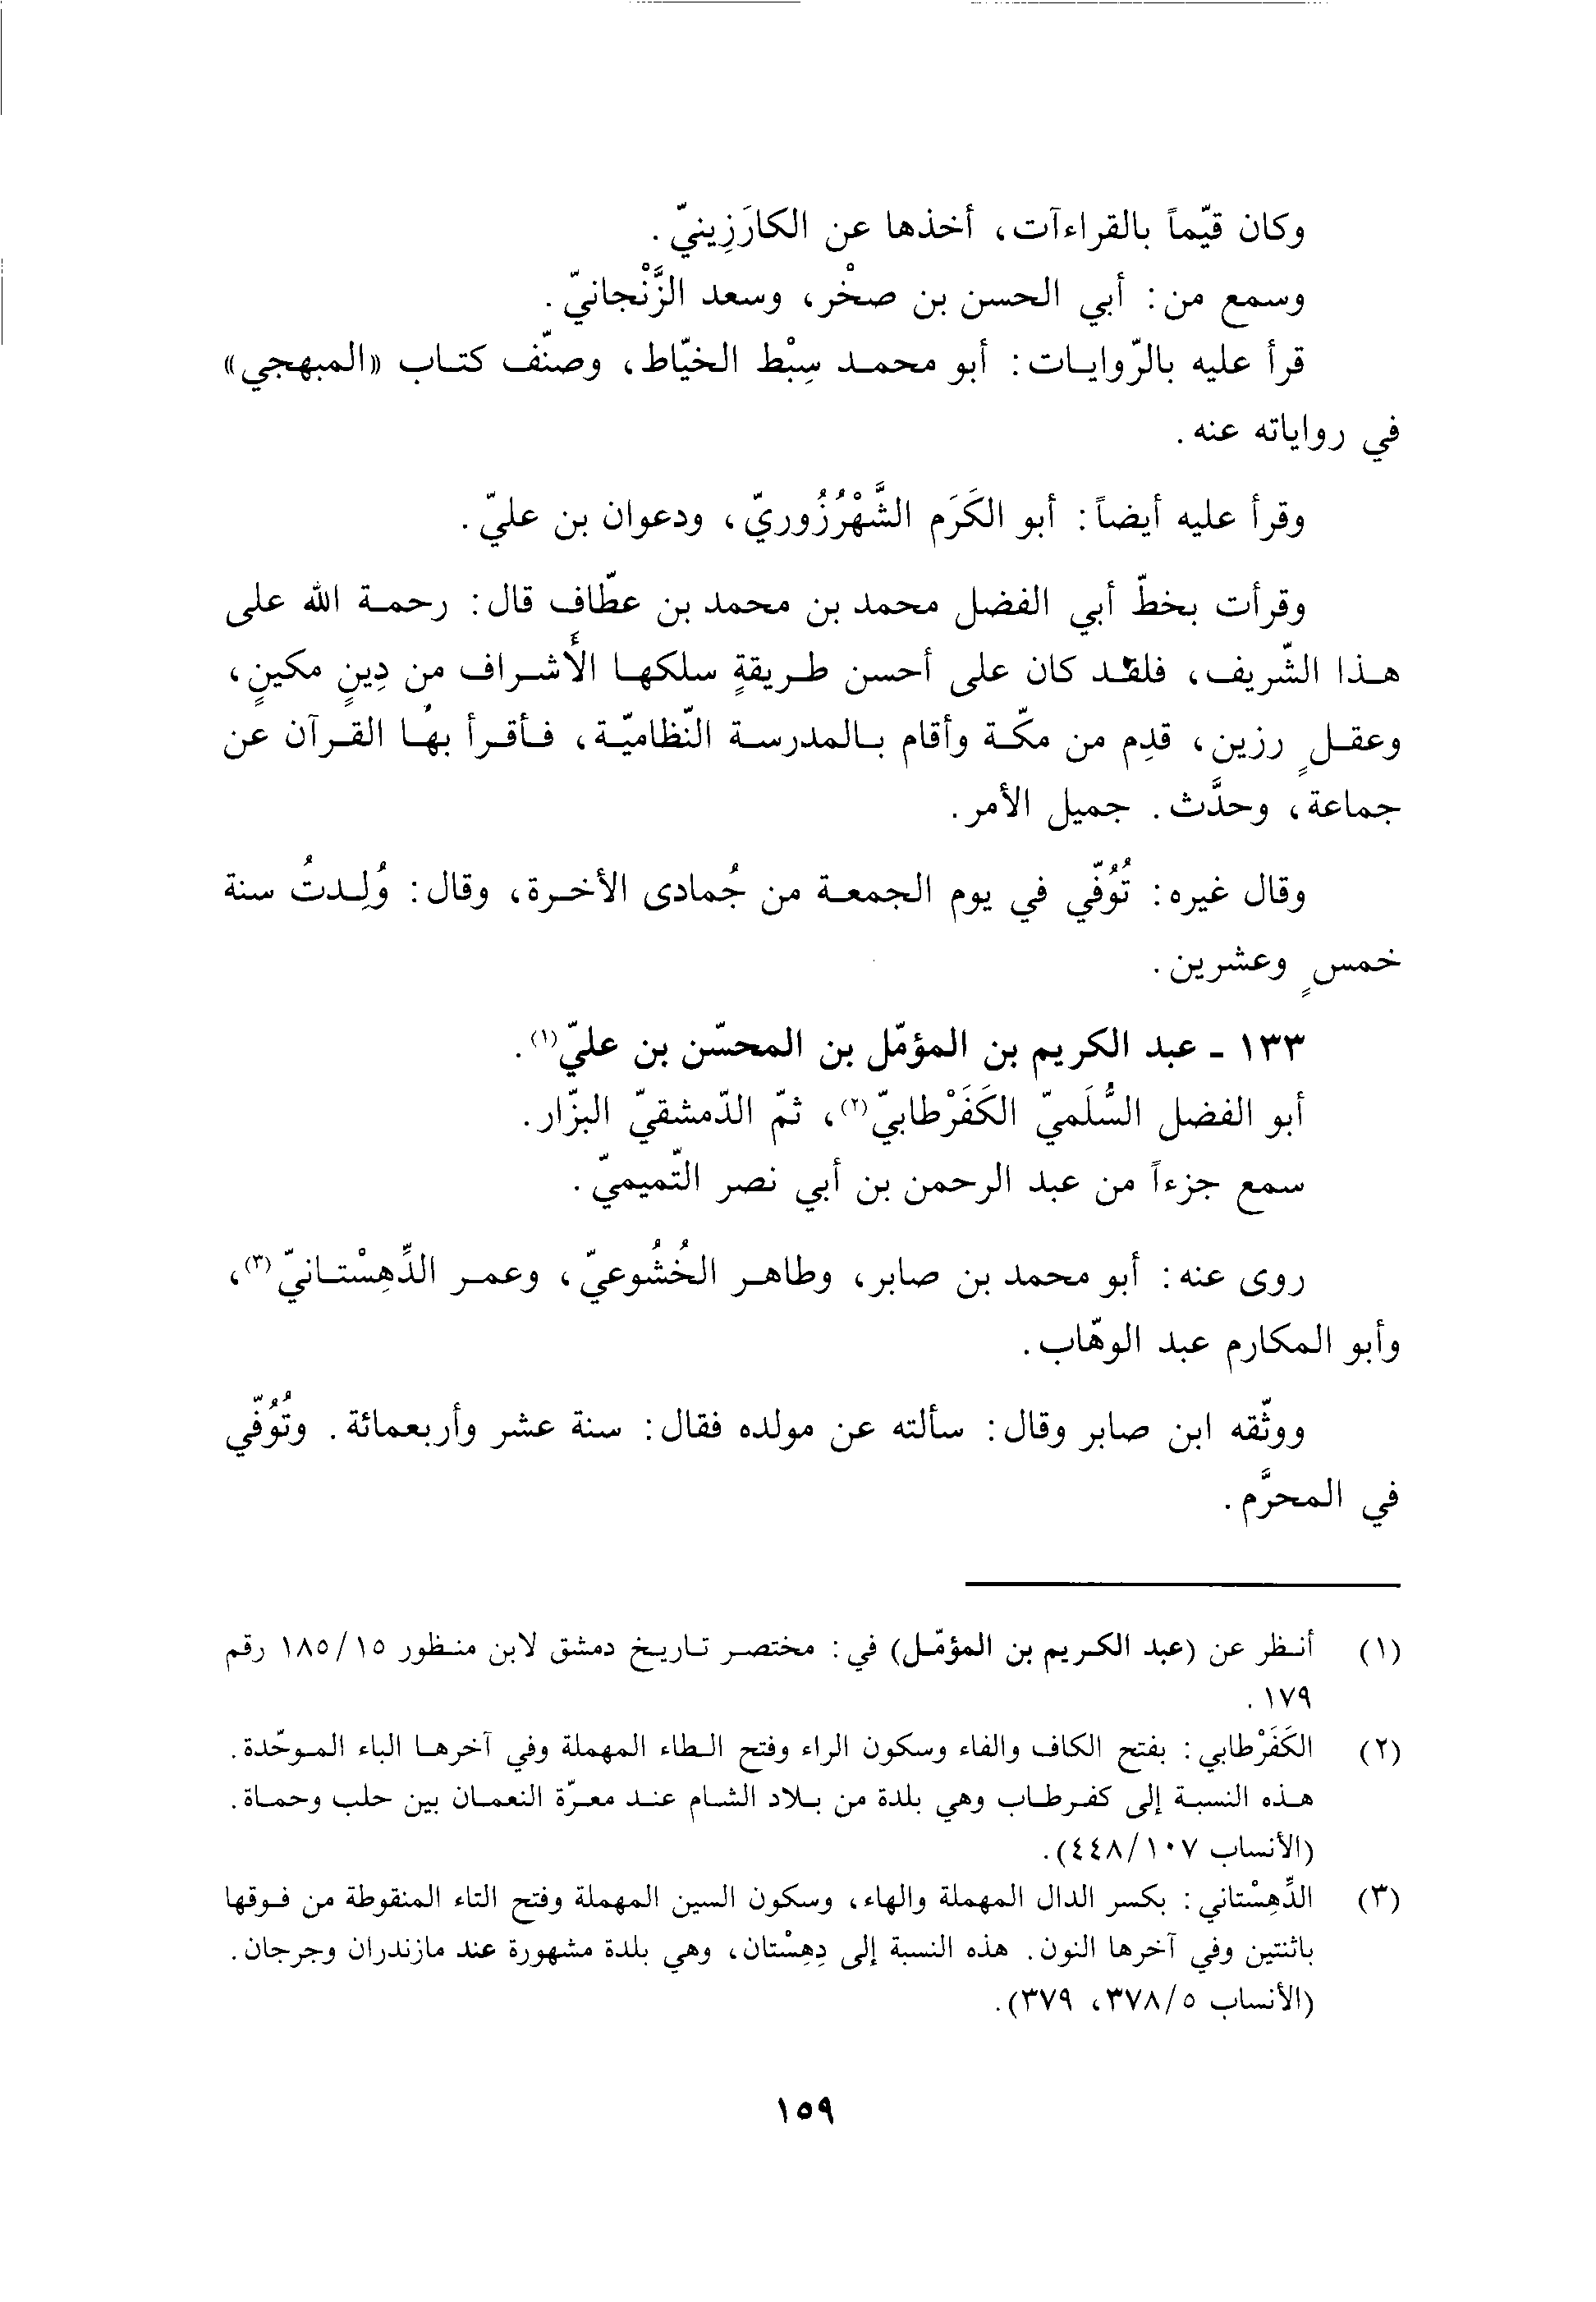 وكان قيّماً بالقراءآت، أخذها عن الكارَزِينيّ.
وسمع من: أبي الحسن بن صخْر، وسعد الزَّنْجانيّ.
قرأ عليه بالرّوايات: أبو محمد سِبْط الخيّاط، وصنّف كتاب «المبهجي»
في رواياته عنه.
وقرأ عليه أيضاً: أبو الكَرَم الشَّهْرُزُوريّ، ودعوان بن عليّ.
وقرأت بخطّ أبي الفضل محمد بن محمد بن عطّاف قال: رحمة الله على
هذا الشّريف، فلقد كان على أحسن طريقةٍ سلكها الأَشراف من دِينٍ مكينٍ،
وعقلٍ رزين، قدِم من مكّة وأقام بالمدرسة النّظاميّة، فأقرأ بها القرآن عن
جماعة، وحدَّث. جميل الأمر.
وقال غيره: تُوُفّي في يوم الجمعة من جُمادى الأخرة، وقال: وُلِدتُ سنة
خمسٍ وعشرين.
١٣٣ ـ عبد الكريم بن المؤمّل بن المحسّن بن عليّ(١).
أبو الفضل السُّلَميّ الكَفَرْطابيّ(٢)، ثمّ الدّمشقيّ البزّار.
سمع جزءاً من عبد الرحمن بن أبي نصر التّميميّ.
روى عنه: أبو محمد بن صابر، وطاهر الخُشُوعيّ، وعمر الدِّهِسْتانيّ(٣)،
وأبو المكارم عبد الوهّاب.
ووثّقه ابن صابر وقال: سألته عن مولده فقال: سنة عشر وأربعمائة. وتُوُفّي
في المحرَّم.
(١) أنظر عن (عبد الكريم بن المؤمّل) في: مختصر تاريخ دمشق لابن منظور ١٥/١٨٥ رقم
١٧٩.
(٢) الكَفَرْطابي: بفتح الكاف والفاء وسكون الراء وفتح الطاء المهملة وفي آخرها الباء الموحّدة.
هذه النسبة إلى كفرطاب وهي بلدة من بلاد الشام عند معرّة النعمان بين حلب وحماة.
(الأنساب ١٠٧/٤٤٨).
(٣) الدِّهِسْتاني: بكسر الدال المهملة والهاء، وسكون السين المهملة وفتح التاء المنقوطة من فوقها
باثنتين وفي آخرها النون. هذه النسبة إلى دِهِسْتان، وهي بلدة مشهورة عند مازندران وجرجان.
(الأنساب ٥/٣٧٨، ٣٧٩).
١٥٩